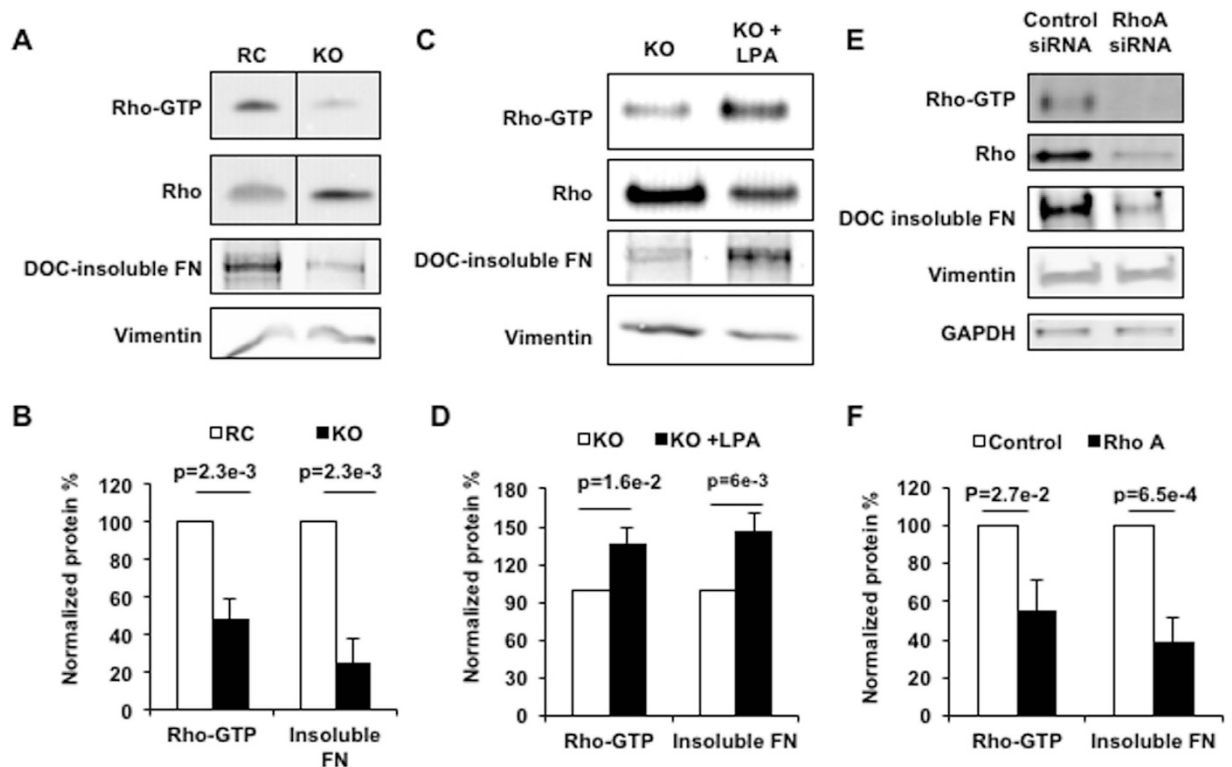 A
RC KO
Rho-GTP
Rho
DOC-insoluble FN
Vimentin
C
KO KO +
LPA
Rho-GTP
Rho
DOC-insoluble FN
Vimentin
E
Control RhoA
siRNA siRNA
Rho-GTP
Rho
DOC insoluble FN
Vimentin
GAPDH
B
RC KO
p=2.3e-3 p=2.3e-3
Normalized protein %
120
100
80
60
40
20
0
Rho-GTP Insoluble
FN
D
KO KO +LPA
p=1.6e-2 p=6e-3
Normalized protein %
180
150
120
90
60
30
0
Rho-GTP Insoluble FN
F
Control Rho A
P=2.7e-2 p=6.5e-4
Normalized protein %
120
100
80
60
40
20
0
Rho-GTP Insoluble FN